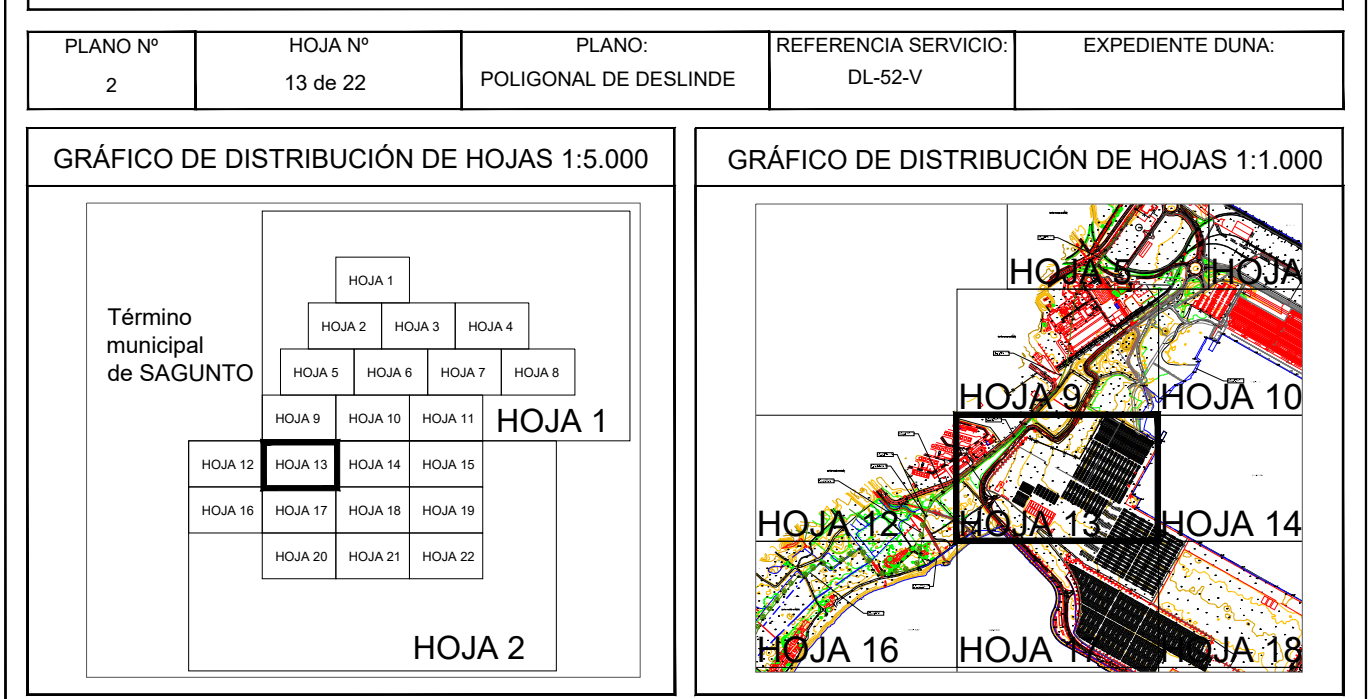 PLANO Nº
2
HOJA Nº
13 de 22
PLANO:
POLIGONAL DE DESLINDE
REFERENCIA SERVICIO:
DL-52-V
EXPEDIENTE DUNA:
GRÁFICO DE DISTRIBUCIÓN DE HOJAS 1:5.000
Término
municipal
de SAGUNTO
HOJA 1
HOJA 2 HOJA 3 HOJA 4
HOJA 5 HOJA 6 HOJA 7 HOJA 8
HOJA 9 HOJA 10 HOJA 11
HOJA 1
HOJA 12 HOJA 13 HOJA 14 HOJA 15
HOJA 16 HOJA 17 HOJA 18 HOJA 19
HOJA 20 HOJA 21 HOJA 22
HOJA 2
GRÁFICO DE DISTRIBUCIÓN DE HOJAS 1:1.000
HOJA 5 HOJA
HOJA 9 HOJA 10
HOJA 12 HOJA 13 HOJA 14
HOJA 16 HOJA 17 HOJA 18